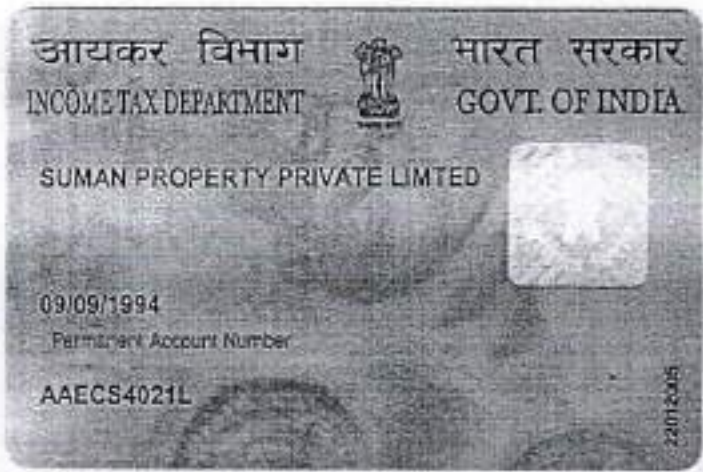 आयकर विभाग
INCOME TAX DEPARTMENT
भारत सरकार
GOVT. OF INDIA
SUMAN PROPERTY PRIVATE LIMTED
09/09/1994
Permanent Account Number
AAECS4021L